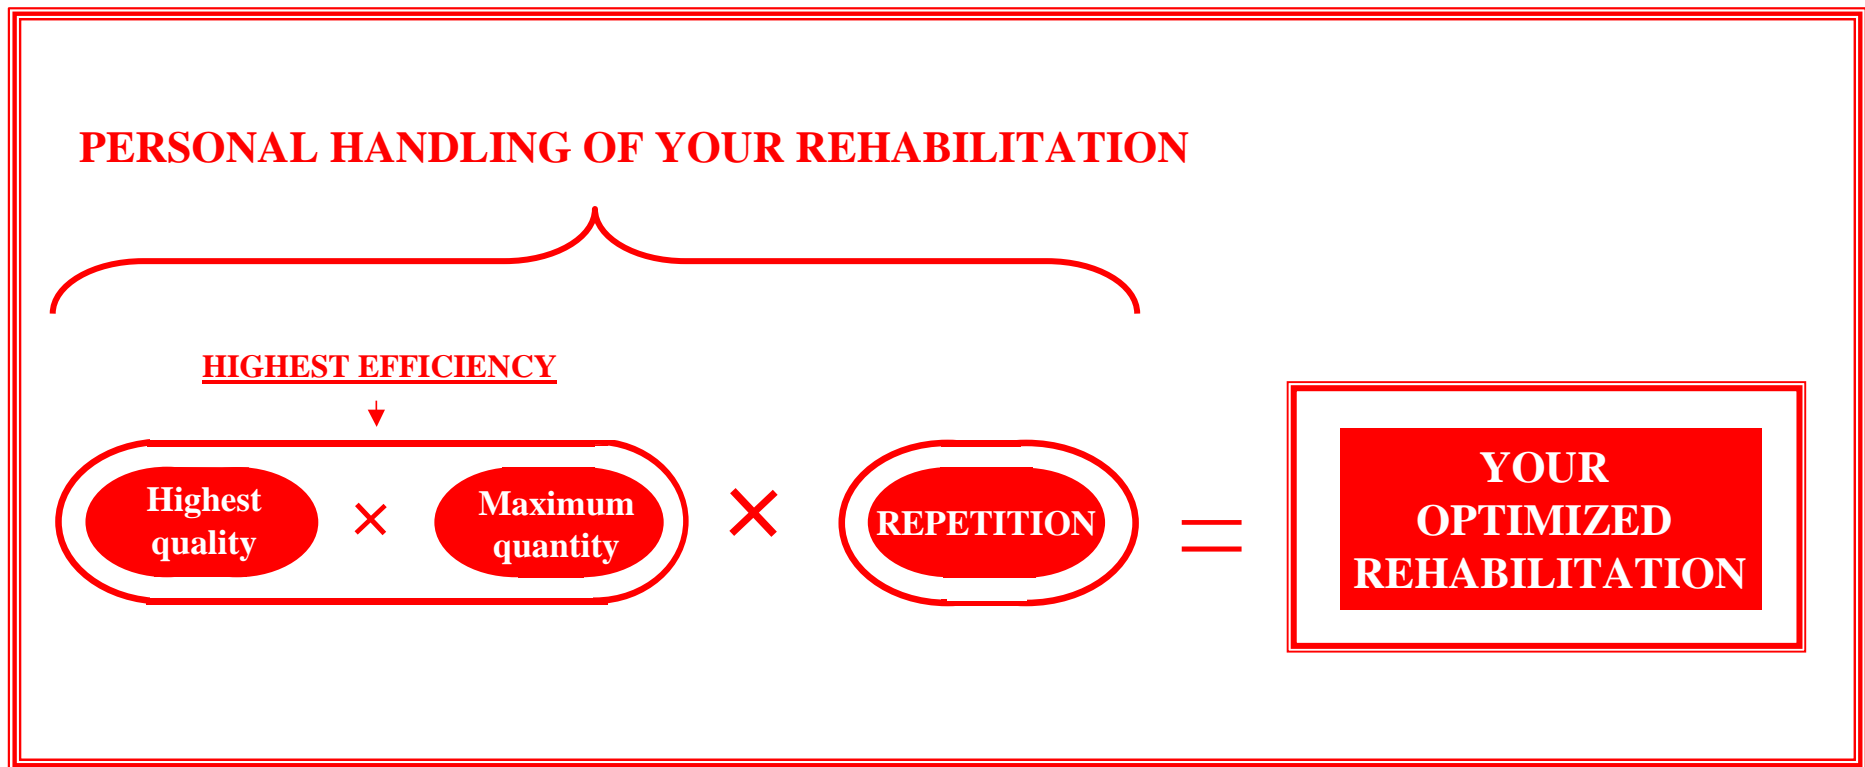 PERSONAL HANDLING OF YOUR REHABILITATION
HIGHEST EFFICIENCY
Highest
quality
×
Maximum
quantity
×
REPETITION
=
YOUR
OPTIMIZED
REHABILITATION